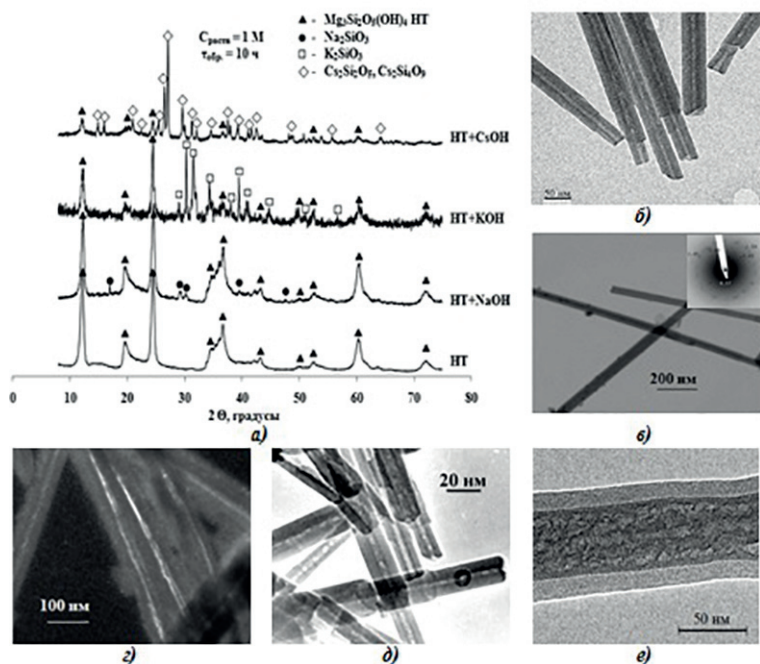 ▲ - Mg₃Si₂O₅(OH)₄ НТ
● - Na₂SiO₃
□ - K₂SiO₃
◇ - Cs₂Si₂O₅, Cs₂Si₄O₉
Cраств = 1 М
τобр. = 10 ч
НТ+CsOH
НТ+KOH
НТ+NaOH
НТ
0 10 20 30 40 50 60 70 80
2 Θ, градусы
а)
50 нм
б)
200 нм
в)
100 нм
г)
20 нм
д)
50 нм
е)